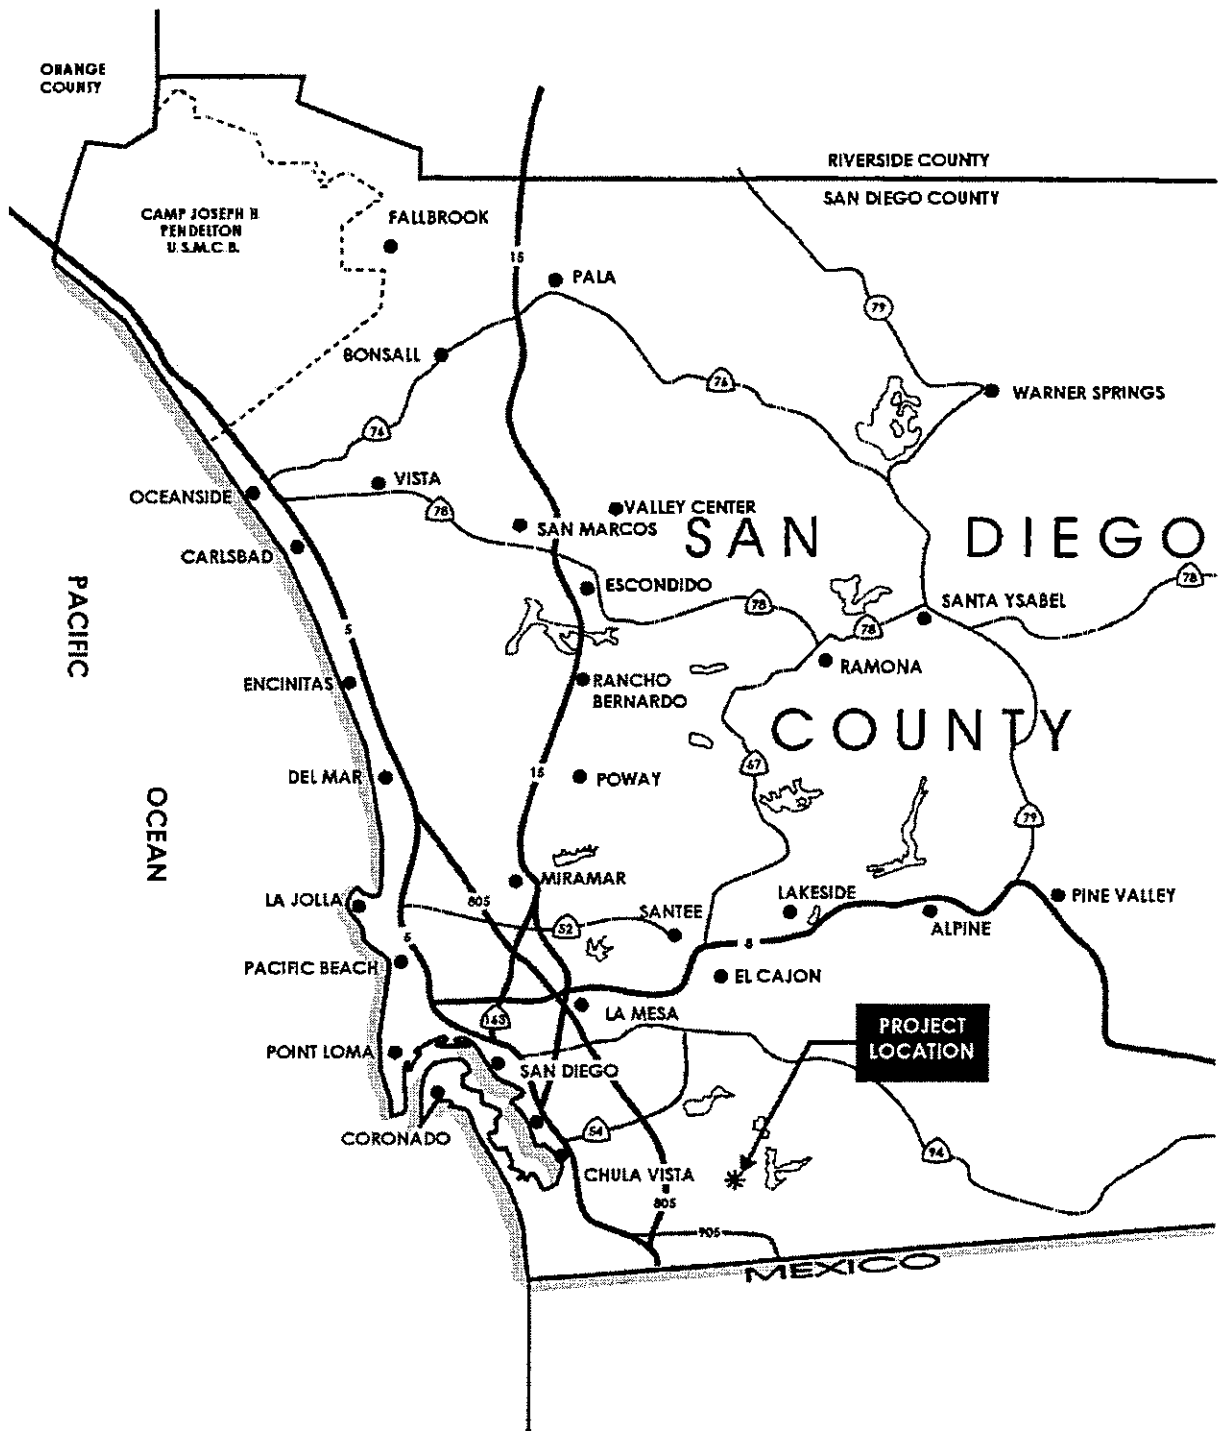 ORANGE
COUNTY
RIVERSIDE COUNTY
SAN DIEGO COUNTY
CAMP JOSEPH H
PENDELTON
U.S.M.C.B.
FALLBROOK
15
PALA
79
BONSALL
76
WARNER SPRINGS
76
VISTA
OCEANSIDE
78
VALLEY CENTER
SAN MARCOS
SAN DIEGO
CARLSBAD
PACIFIC
ESCONDIDO
78
78
SANTA YSABEL
78
5
RAMONA
ENCINITAS
RANCHO
BERNARDO
COUNTY
DEL MAR
15
POWAY
67
OCEAN
79
MIRAMAR
LA JOLLA
805
LAKESIDE
PINE VALLEY
SANTEE
52
ALPINE
5
8
PACIFIC BEACH
EL CAJON
LA MESA
163
PROJECT
LOCATION
POINT LOMA
SAN DIEGO
CORONADO
54
94
CHULA VISTA
805
905
MEXICO